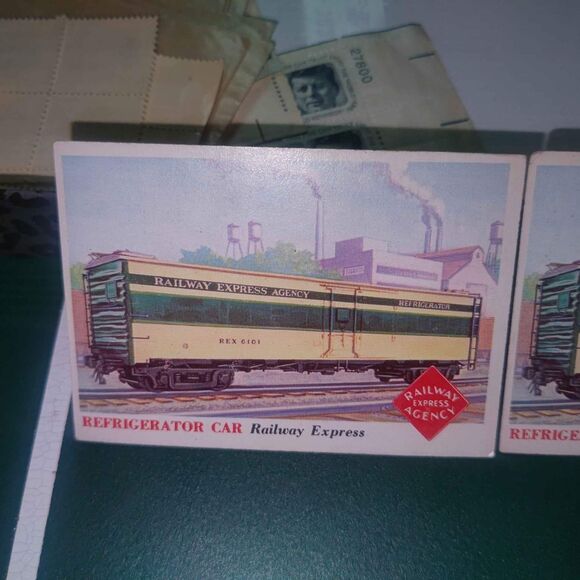 27800
RAILWAY EXPRESS AGENCY
REFRIGERATOR
REX 6101
RAILWAY
EXPRESS
AGENCY
REFRIGERATOR CAR Railway Express
REFRIGE